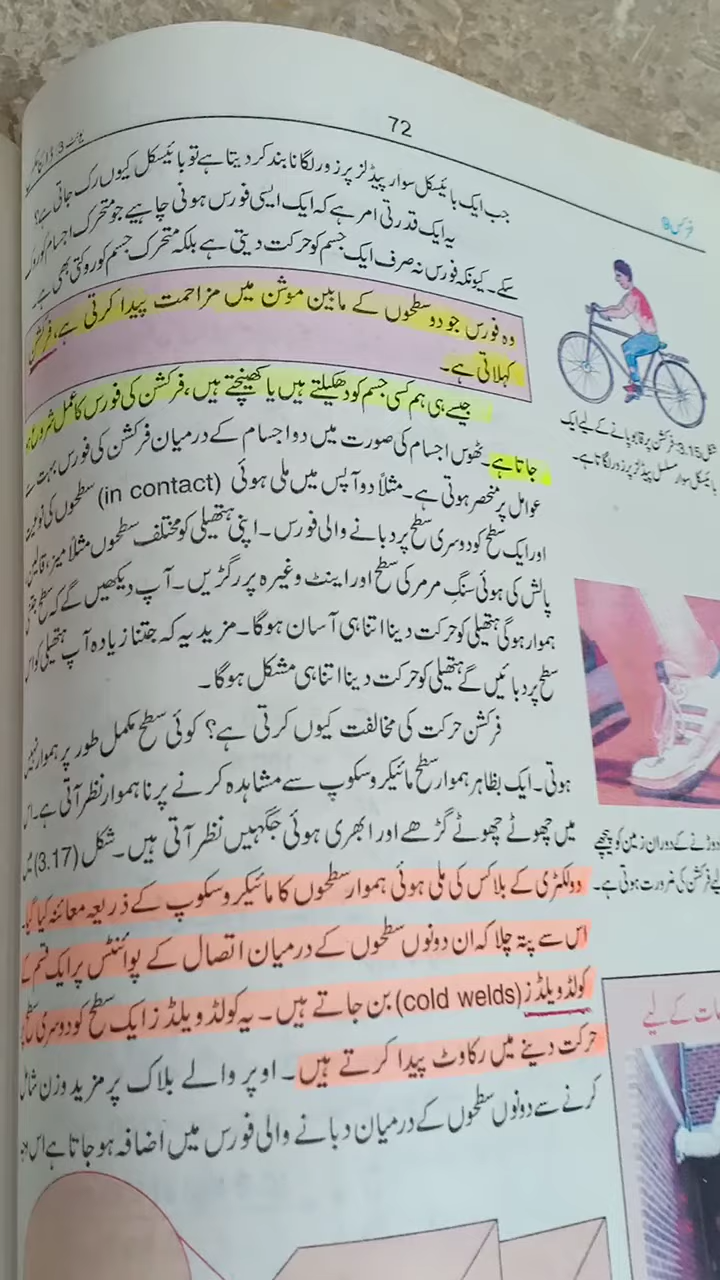 72
جب ایک بائیسکل سوار پیڈلز پر زور لگانا بند کر دیتا ہے تو بائیسکل کیوں رک جاتی ہے؟
یہ ایک قدرتی امر ہے کہ ایک ایسی فورس ہونی چاہیے جو متحرک اجسام کو روک
سکے۔ کیونکہ فورس نہ صرف ایک جسم کو حرکت دیتی ہے بلکہ متحرک جسم کو روکتی بھی ہے۔
وہ فورس جو دو سطحوں کے مابین موشن میں مزاحمت پیدا کرتی ہے، فرکشن
کہلاتی ہے۔
جیسے ہی ہم کسی جسم کو دھکیلتے ہیں یا کھینچتے ہیں، فرکشن کی فورس کا عمل شروع
جاتا ہے۔ ٹھوس اجسام کی صورت میں دو اجسام کے درمیان فرکشن کی فورس بہت سے
عوامل پر منحصر ہوتی ہے۔ مثلاً دو آپس میں ملی ہوئی (in contact) سطحوں کی نوعیت
اور ایک سطح کو دوسری سطح پر دبانے والی فورس۔ اپنی ہتھیلی کو مختلف سطحوں مثلاً میز، قالین،
پالش کی ہوئی سنگِ مرمر کی سطح اور اینٹ وغیرہ پر رگڑیں۔ آپ دیکھیں گے کہ سطح جتنی
ہموار ہوگی ہتھیلی کو حرکت دینا اتنا ہی آسان ہوگا۔ مزید یہ کہ جتنا زیادہ آپ ہتھیلی کو اس
سطح پر دبائیں گے ہتھیلی کو حرکت دینا اتنا ہی مشکل ہوگا۔
فرکشن حرکت کی مخالفت کیوں کرتی ہے؟ کوئی سطح مکمل طور پر ہموار نہیں
ہوتی۔ ایک بظاہر ہموار سطح مائیکروسکوپ سے مشاہدہ کرنے پر ناہموار نظر آتی ہے۔ اس
میں چھوٹے چھوٹے گڑھے اور ابھری ہوئی جگہیں نظر آتی ہیں۔ شکل (3.17) میں
دو لکڑی کے بلاکس کی ملی ہوئی ہموار سطحوں کا مائیکروسکوپ کے ذریعہ معائنہ کیا گیا۔
اس سے پتہ چلا کہ ان دونوں سطحوں کے درمیان اتصال کے پوائنٹس پر ایک قسم کے
کولڈ ویلڈز (cold welds) بن جاتے ہیں۔ یہ کولڈ ویلڈز ایک سطح کو دوسری سطح پر
حرکت دینے میں رکاوٹ پیدا کرتے ہیں۔ اوپر والے بلاک پر مزید وزن شامل
کرنے سے دونوں سطحوں کے درمیان دبانے والی فورس میں اضافہ ہو جاتا ہے اس
شکل 3.15: فرکشن پر قابو پانے کے لیے ایک
بائیسکل سوار مسلسل پیڈلز پر زور لگاتا ہے۔
دوڑنے کے دوران زمین کو پیچھے
لیے فرکشن کی ضرورت ہوتی ہے۔
کے لیے